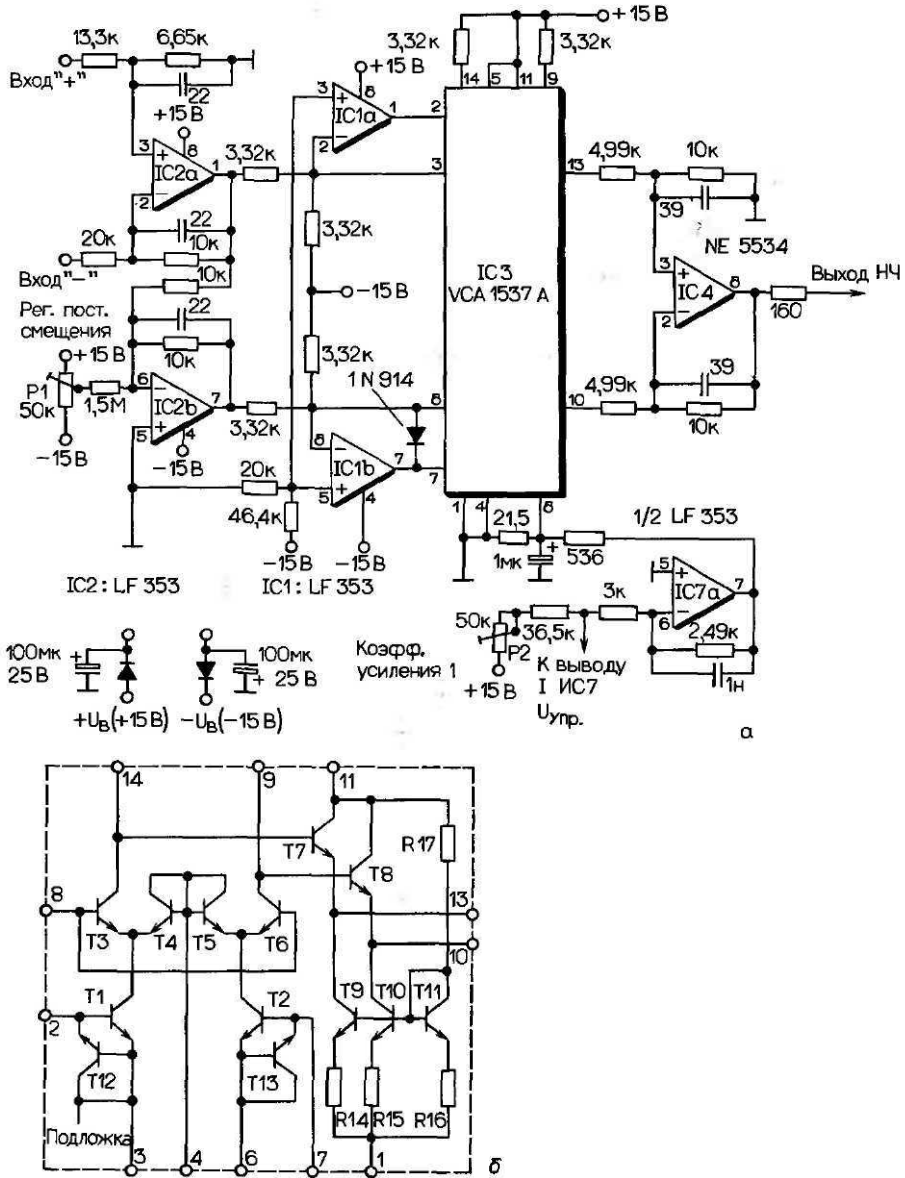 +15 В
13,3к
6,65к
3,32к
3,32к
Вход"+"
22
+15 В
+15 В
14
5
11
9
3
8
IC1а
1
2
2
3
8
IC2а
1
2
3,32к
3
13
4,99к
10к
39
20к
22
10к
3,32к
NE 5534
Вход"–"
10к
–15 В
IC3
VCA 1537 A
3
8
IC4
2
Выход НЧ
160
Рег. пост.
смещения
22
+15 В
10к
3,32к
1N914
39
P1
50к
1,5М
6
IC2b
7
5
4
3,32к
8
4,99к
10
10к
–15 В
–15 В
6
IC1b
7
7
20к
5
4
46,4к
1
4
21,5
8
1/2 LF 353
–15 В
–15 В
1мк
+
536
IC2: LF 353
IC1: LF 353
5
IC7а
7
6
50к
3к
36,5к
P2
2,49к
1н
100мк
25 В
+
100мк
+ 25 В
Коэфф.
усиления 1
+15 В
К выводу
I ИС7
Uупр.
+UВ(+15 В)
–UВ(–15 В)
а
14
9
11
T7
R17
T8
8
13
T3
T4
T5
T6
10
T1
T2
T9
T10
T11
2
T12
T13
R14
R15
R16
Подложка
3
4
6
7
1
б